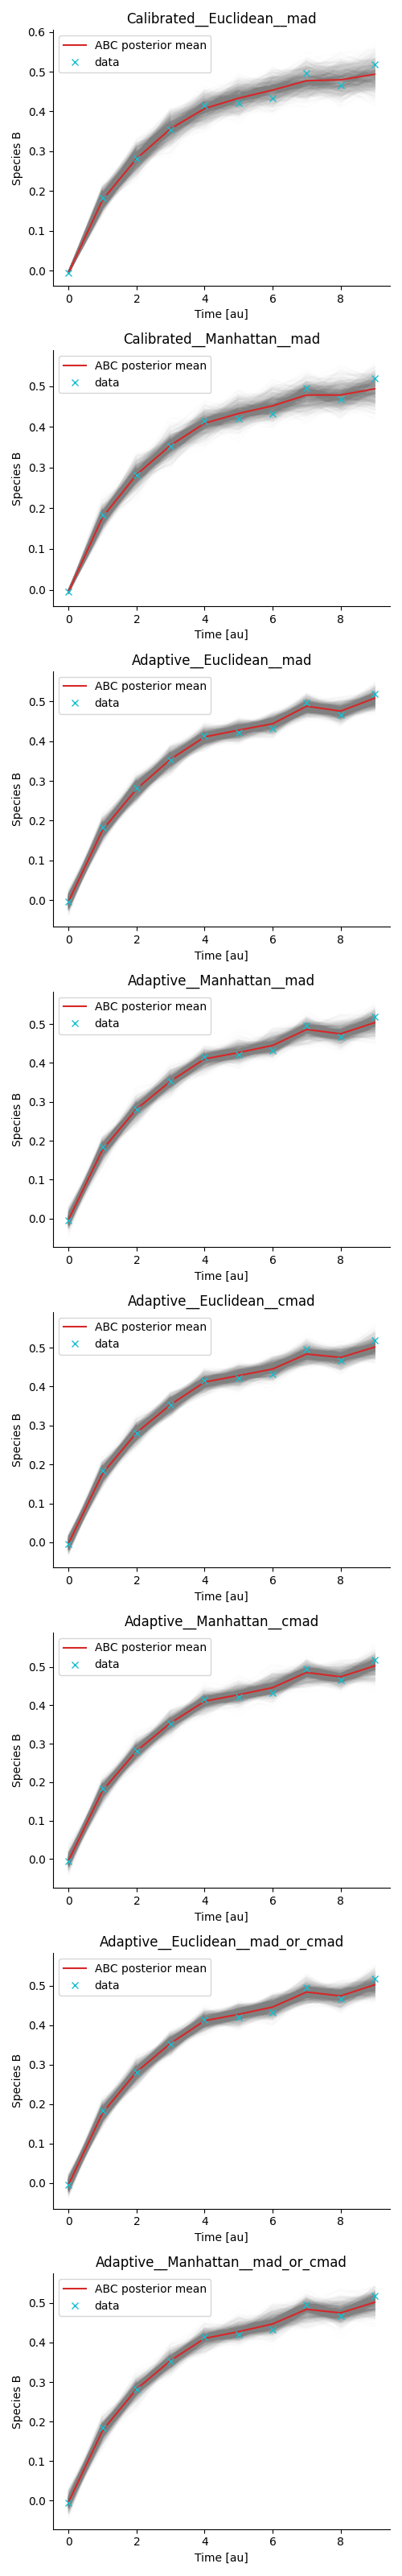 Calibrated__Euclidean__mad
ABC posterior mean
data
Species B
0.6
0.5
0.4
0.3
0.2
0.1
0.0
0 2 4 6 8
Time [au]
Calibrated__Manhattan__mad
ABC posterior mean
data
Species B
0.5
0.4
0.3
0.2
0.1
0.0
0 2 4 6 8
Time [au]
Adaptive__Euclidean__mad
ABC posterior mean
data
Species B
0.5
0.4
0.3
0.2
0.1
0.0
0 2 4 6 8
Time [au]
Adaptive__Manhattan__mad
ABC posterior mean
data
Species B
0.5
0.4
0.3
0.2
0.1
0.0
0 2 4 6 8
Time [au]
Adaptive__Euclidean__cmad
ABC posterior mean
data
Species B
0.5
0.4
0.3
0.2
0.1
0.0
0 2 4 6 8
Time [au]
Adaptive__Manhattan__cmad
ABC posterior mean
data
Species B
0.5
0.4
0.3
0.2
0.1
0.0
0 2 4 6 8
Time [au]
Adaptive__Euclidean__mad_or_cmad
ABC posterior mean
data
Species B
0.5
0.4
0.3
0.2
0.1
0.0
0 2 4 6 8
Time [au]
Adaptive__Manhattan__mad_or_cmad
ABC posterior mean
data
Species B
0.5
0.4
0.3
0.2
0.1
0.0
0 2 4 6 8
Time [au]